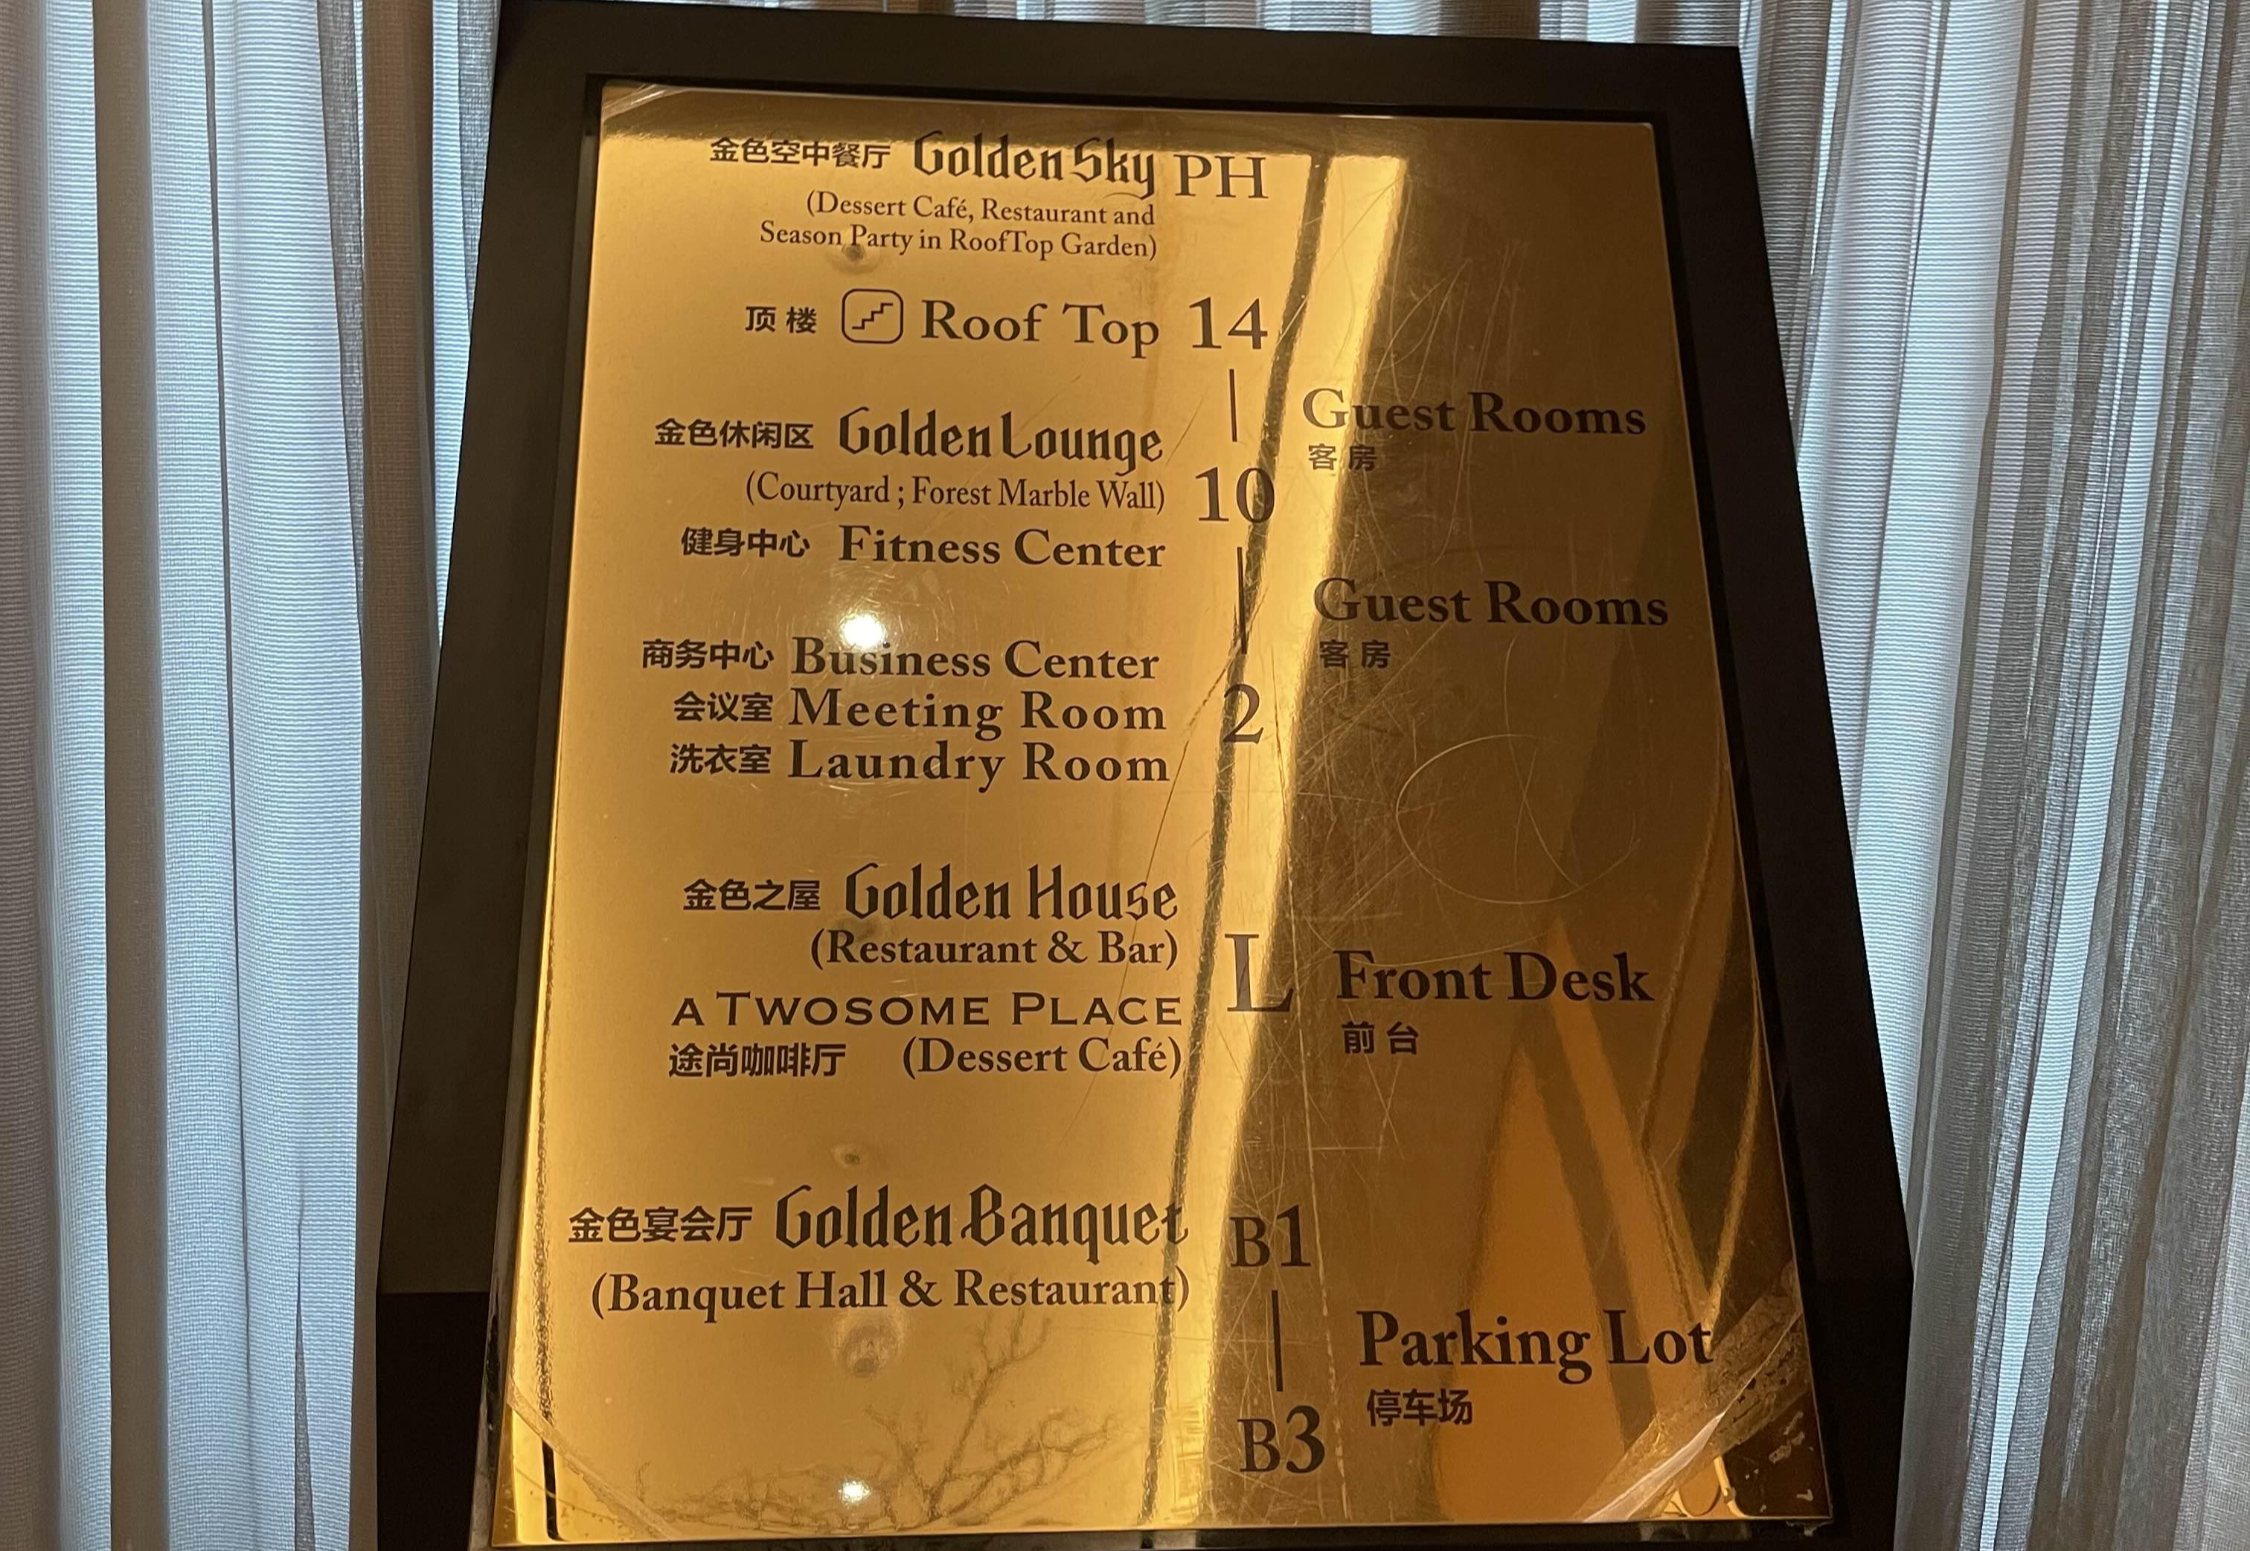 金色空中餐厅 Golden Sky PH
(Dessert Café, Restaurant and
Season Party in RoofTop Garden)
顶楼 Roof Top 14
|
Guest Rooms
客房
金色休闲区 Golden Lounge
(Courtyard ; Forest Marble Wall) 10
健身中心 Fitness Center
|
Guest Rooms
客房
商务中心 Business Center
会议室 Meeting Room 2
洗衣室 Laundry Room
金色之屋 Golden House
(Restaurant & Bar)
L Front Desk
前台
A TWOSOME PLACE
途尚咖啡厅 (Dessert Café)
金色宴会厅 Golden Banquet B1
(Banquet Hall & Restaurant)
|
Parking Lot
停车场
B3